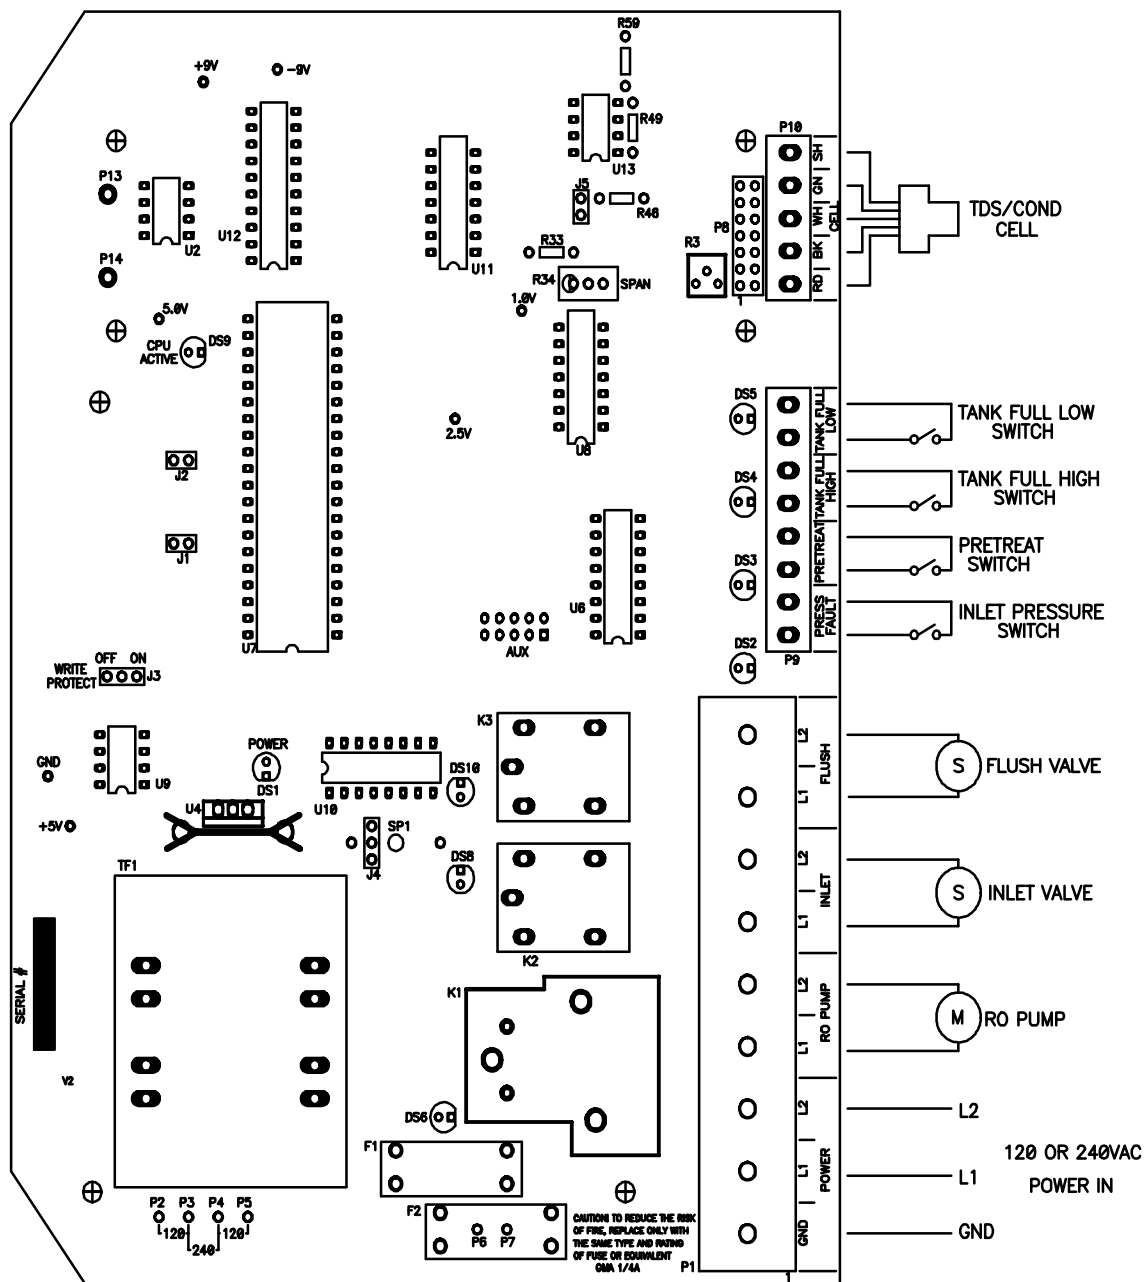 R59
+9V
-9V
R49
P10
U13
SH
GN
WH
BK
RD
CELL
TDS/COND
CELL
P13
J5
R46
U2
U12
P8
P14
R33
R3
U11
R34
SPAN
1
1.0V
5.0V
CPU
ACTIVE
DS9
DS5
TANK FULL
LOW
TANK FULL LOW
SWITCH
2.5V
U8
J2
DS4
TANK FULL
HIGH
TANK FULL HIGH
SWITCH
J1
DS3
PRETREAT
PRETREAT
SWITCH
U6
PRESS
FAULT
INLET PRESSURE
SWITCH
U7
AUX
DS2
P9
OFF ON
WRITE
PROTECT
J3
K3
L2
FLUSH
L1
FLUSH VALVE
S
POWER
DS1
GND
U9
DS10
U4
U10
+5V
SP1
J4
DS8
L2
INLET
L1
S
INLET VALVE
TF1
K2
K1
SERIAL #
L2
RO PUMP
L1
M
RO PUMP
V2
DS6
L2
L1
POWER
GND
L2
120 OR 240VAC
L1
POWER IN
GND
F1
P2 P3 P4 P5
120
120
240
F2
P6 P7
CAUTION! TO REDUCE THE RISK
OF FIRE, REPLACE ONLY WITH
THE SAME TYPE AND RATING
OF FUSE OR EQUIVALENT
GMA 1/4A
P1
1